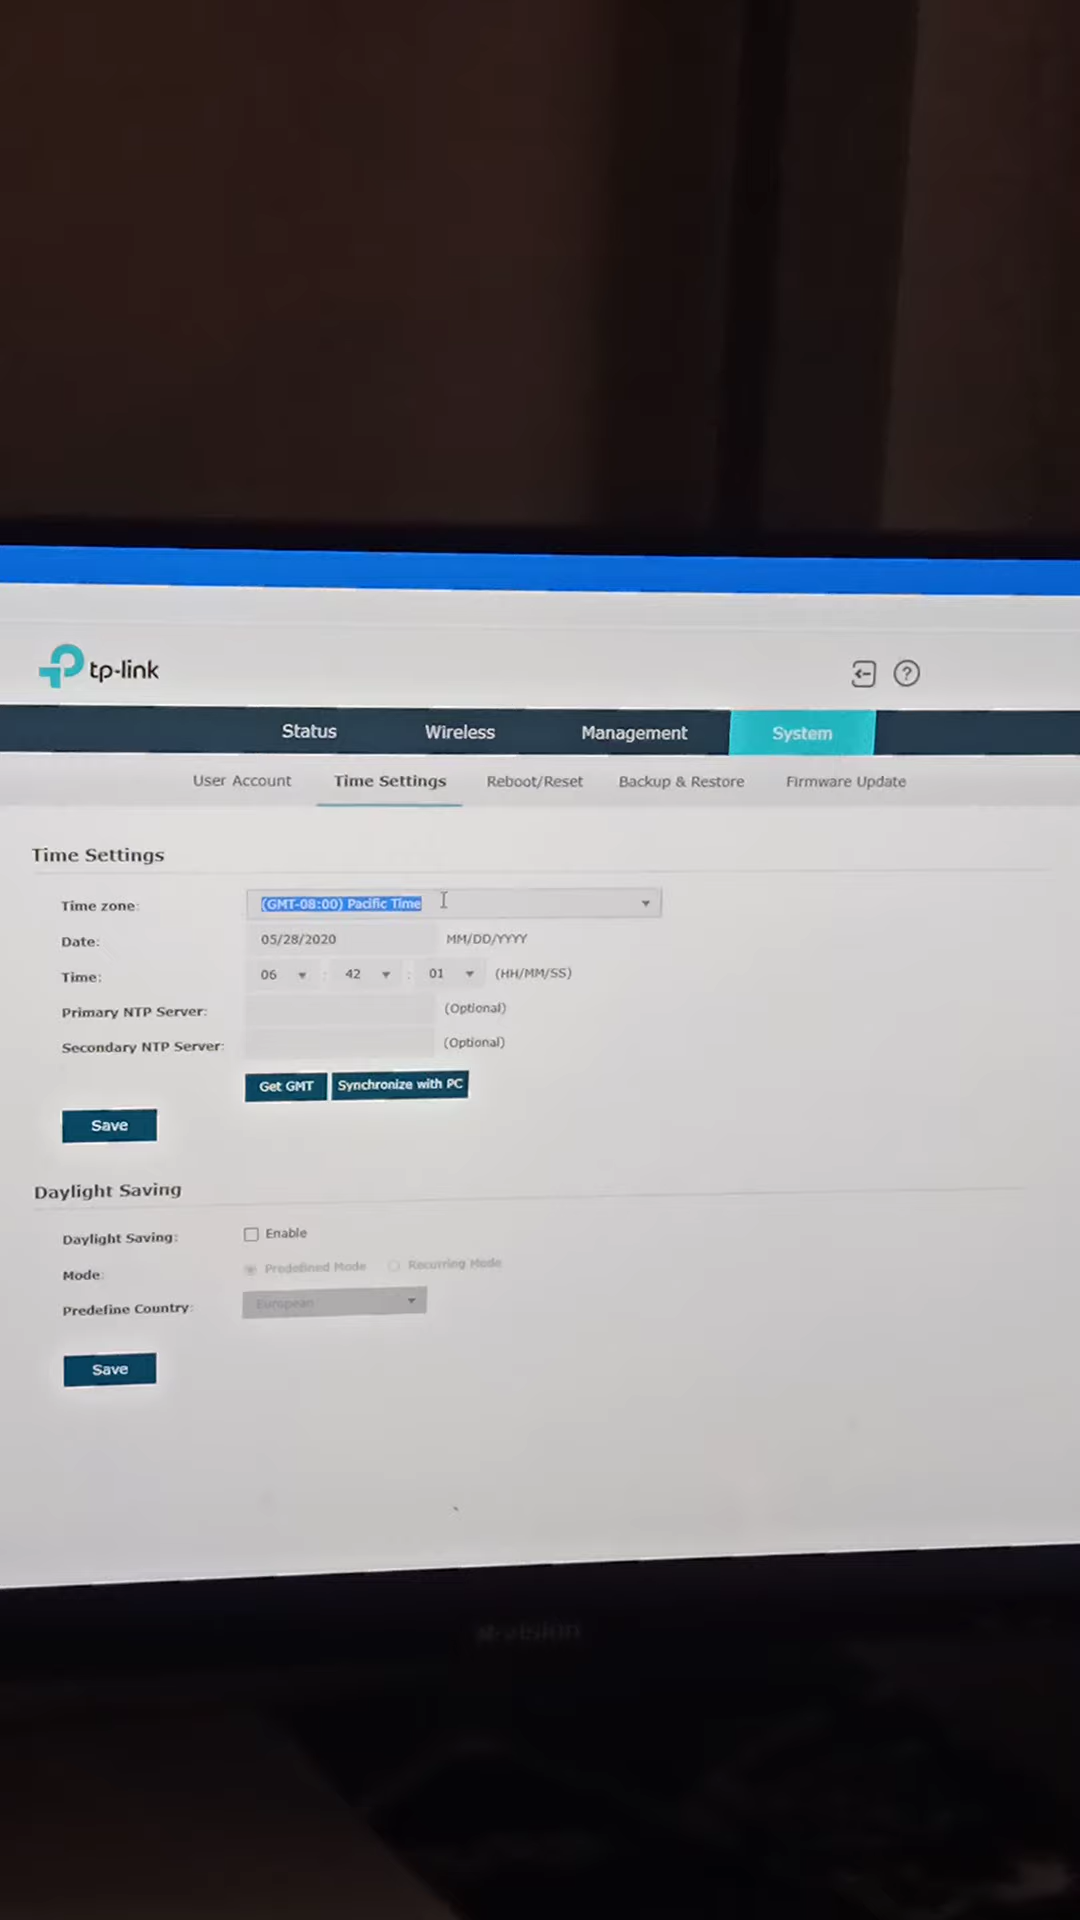 tp-link
Status Wireless Management System
User Account Time Settings Reboot/Reset Backup & Restore Firmware Update
Time Settings
Time zone: (GMT-08:00) Pacific Time
Date: 05/28/2020 MM/DD/YYYY
Time: 06 : 42 : 01 (HH/MM/SS)
Primary NTP Server: (Optional)
Secondary NTP Server: (Optional)
Get GMT Synchronize with PC
Save
Daylight Saving
Daylight Saving: Enable
Mode: Predefined Mode Recurring Mode
Predefine Country: European
Save